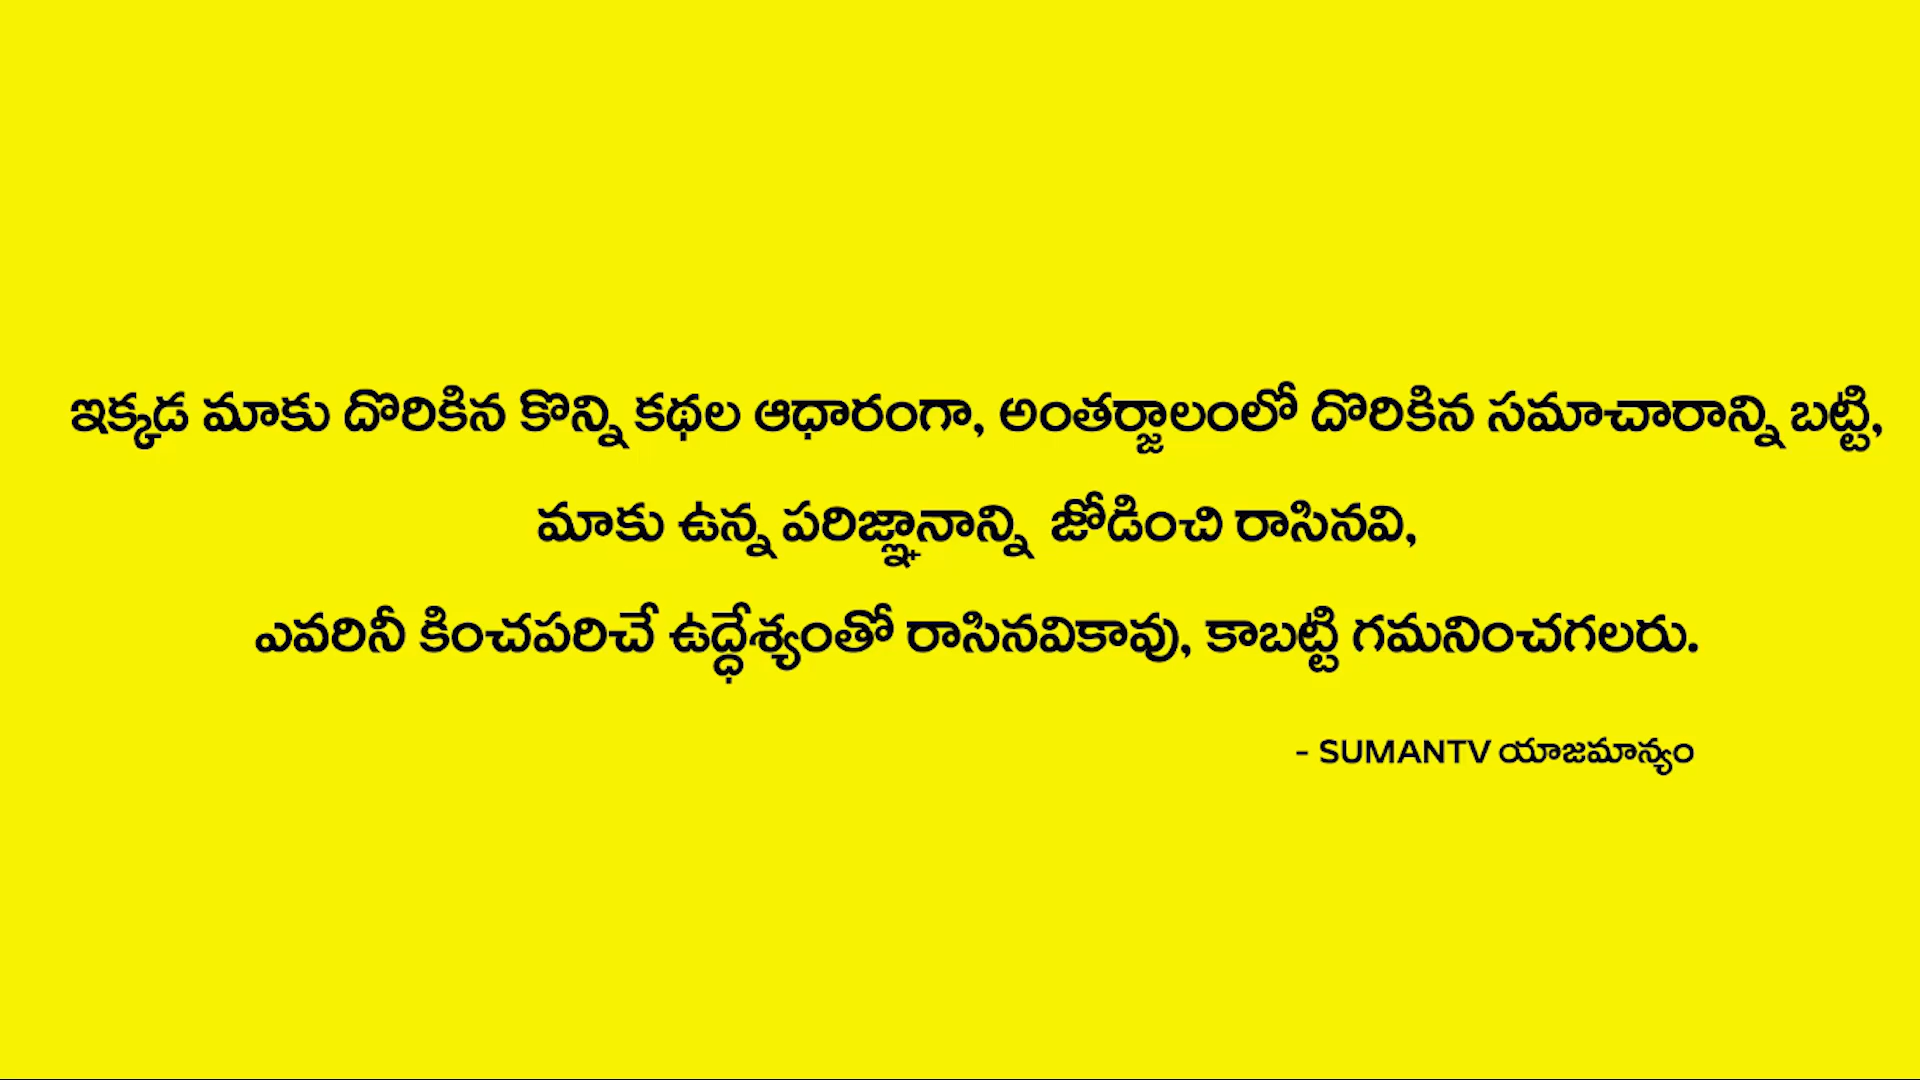 ఇక్కడ మాకు దొరికిన కొన్ని కథల ఆధారంగా, అంతర్జాలంలో దొరికిన సమాచారాన్ని బట్టి,
మాకు ఉన్న పరిజ్ఞానాన్ని జోడించి రాసినవి,
ఎవరినీ కించపరిచే ఉద్ధేశ్యంతో రాసినవికావు, కాబట్టి గమనించగలరు.
- SUMANTV యాజమాన్యం